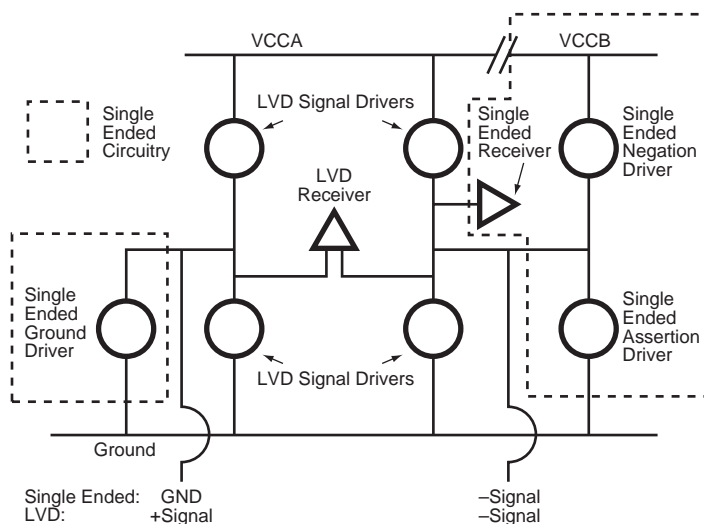 VCCA
VCCB
LVD Signal Drivers
Single
Ended
Circuitry
Single
Ended
Receiver
Single
Ended
Negation
Driver
LVD
Receiver
Single
Ended
Ground
Driver
Single
Ended
Assertion
Driver
LVD Signal Drivers
Ground
Single Ended: GND –Signal
LVD: +Signal –Signal